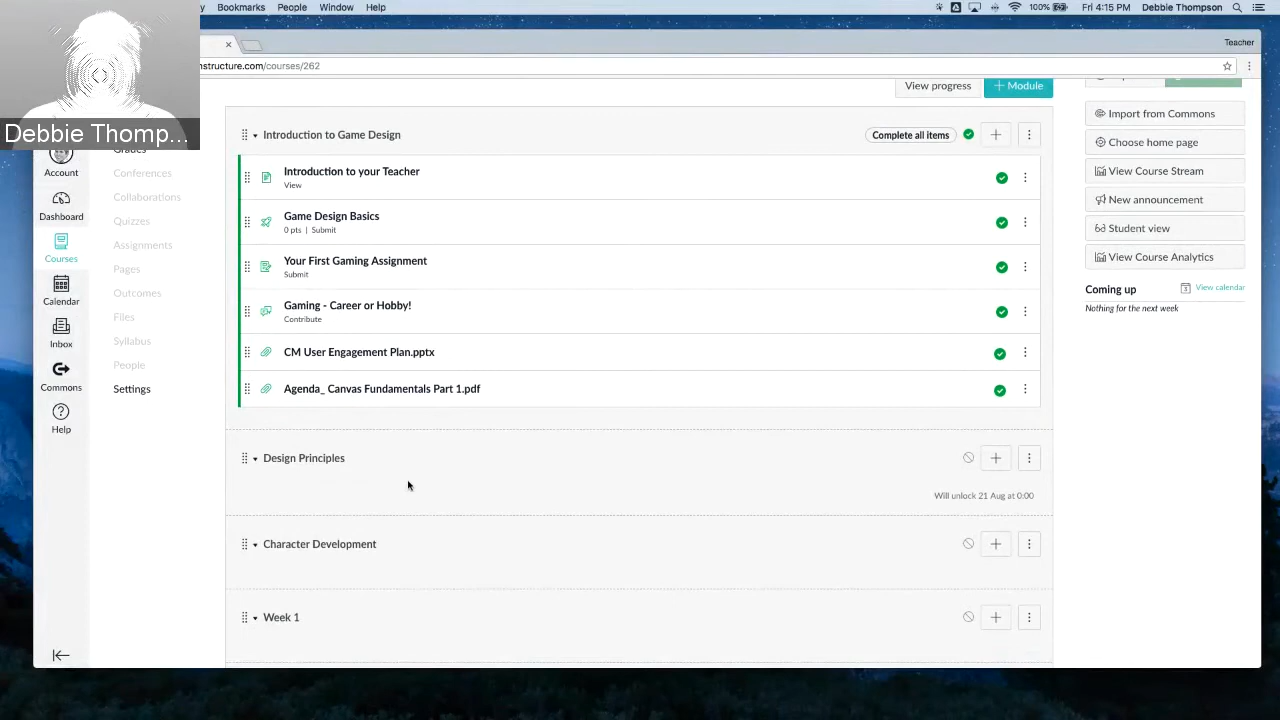 Bookmarks People Window Help 100% Fri 4:15 PM Debbie Thompson
Teacher
nstructure.com/courses/262
Debbie Thomp...
View progress + Module
Account
Dashboard
Courses
Calendar
Inbox
Commons
Help
Grades
Conferences
Collaborations
Quizzes
Assignments
Pages
Outcomes
Files
Syllabus
People
Settings
Introduction to Game Design Complete all items
Introduction to your Teacher
View
Game Design Basics
0 pts | Submit
Your First Gaming Assignment
Submit
Gaming - Career or Hobby!
Contribute
CM User Engagement Plan.pptx
Agenda_ Canvas Fundamentals Part 1.pdf
Design Principles
Will unlock 21 Aug at 0:00
Character Development
Week 1
Import from Commons
Choose home page
View Course Stream
New announcement
Student view
View Course Analytics
Coming up View calendar
Nothing for the next week